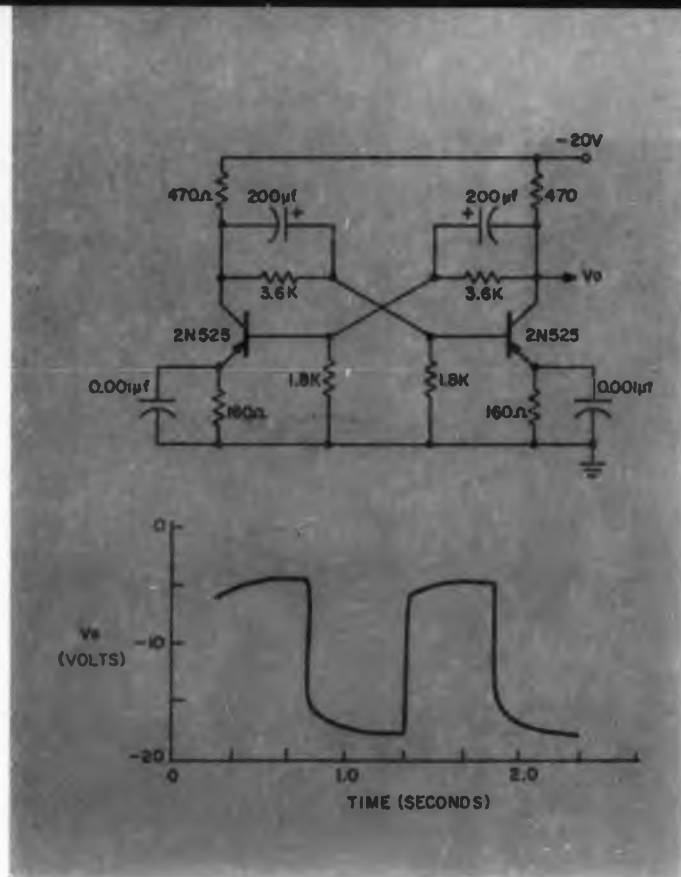 -20V
470Ω 200µf 200µf 470
+ +
3.6K 3.6K Vo
2N525 2N525
0.001µf 1.8K 1.8K 0.001µf
160Ω 160Ω
0
Vo -10
(VOLTS)
-20
0 1.0 2.0
TIME (SECONDS)